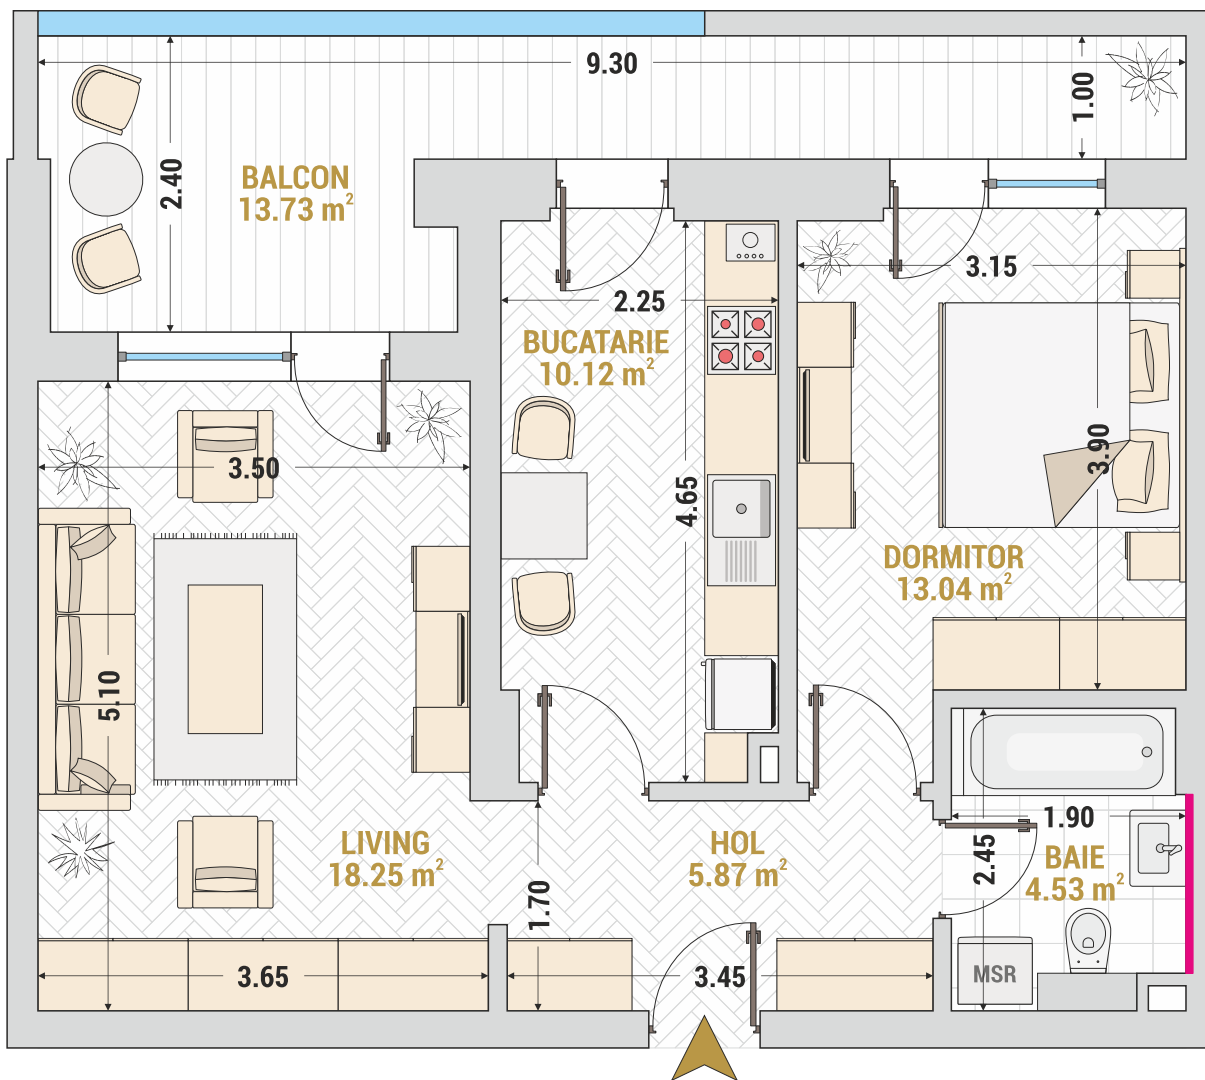 9.30
1.00
2.40
BALCON
13.73 m²
3.15
2.25
BUCATARIE
10.12 m²
3.50
3.90
4.65
DORMITOR
13.04 m²
5.10
1.90
LIVING
18.25 m²
HOL
5.87 m²
2.45
BAIE
4.53 m²
1.70
3.65
3.45
MSR